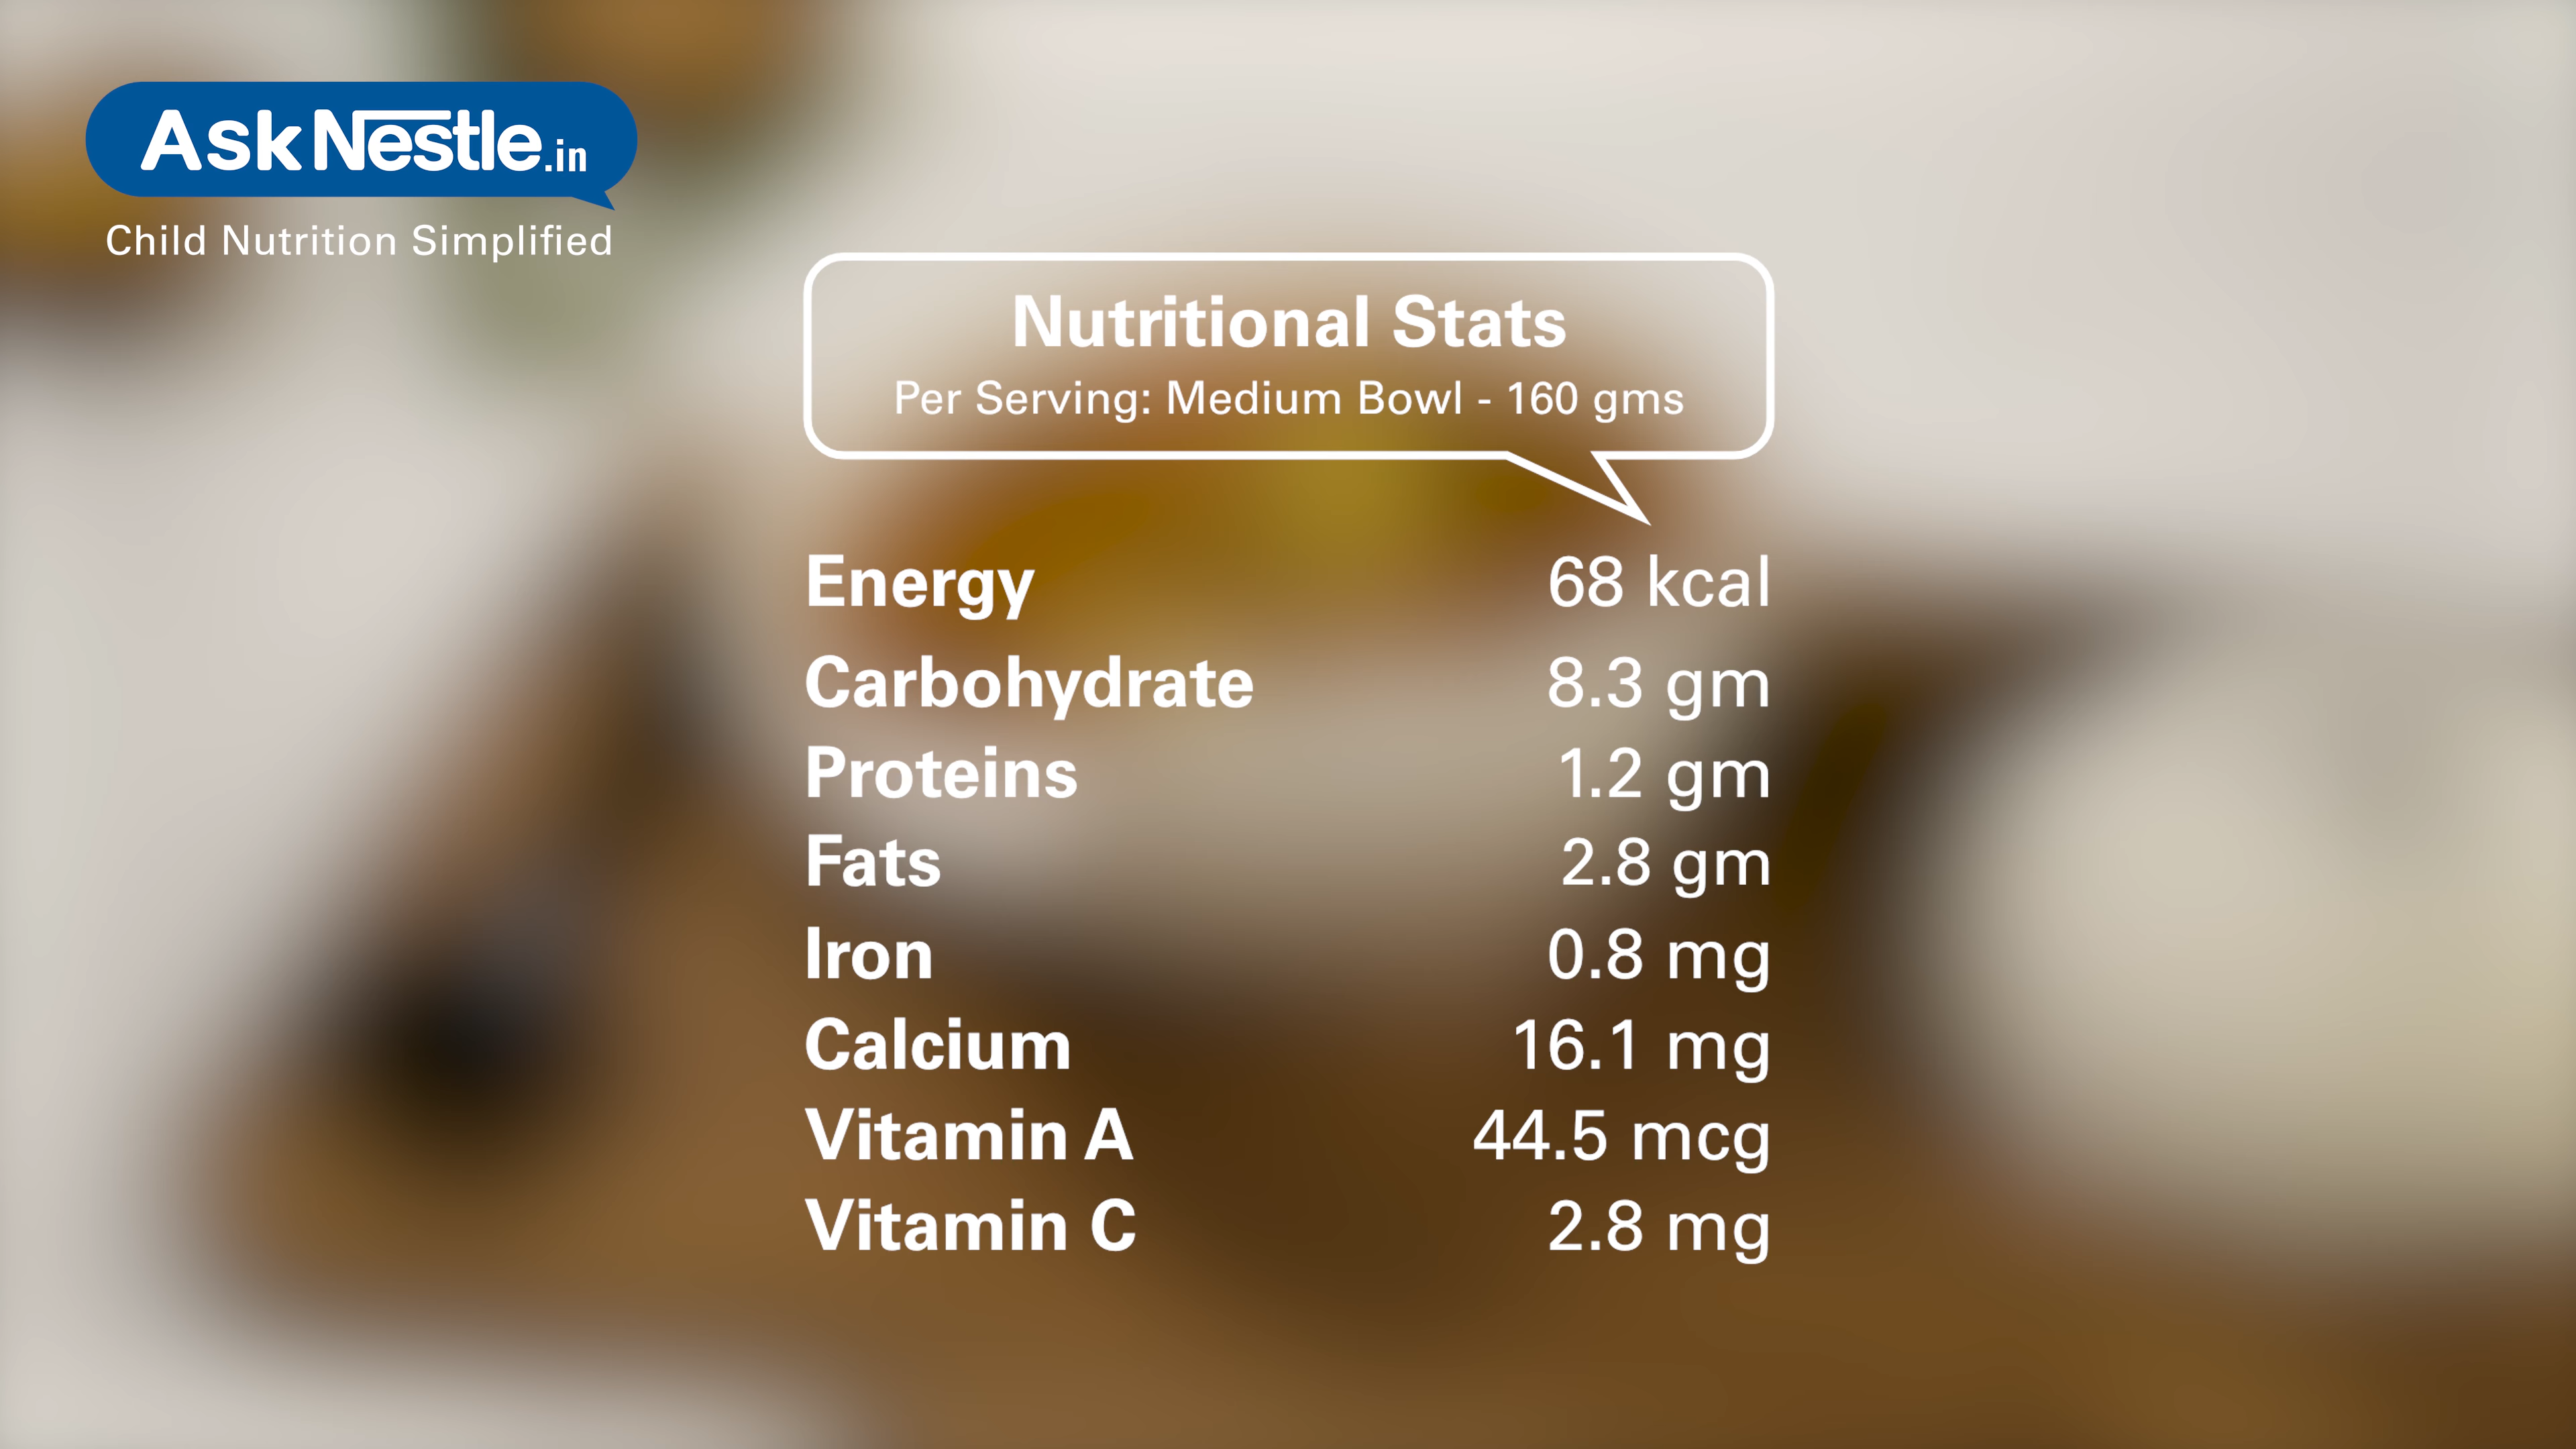 AskNestle.in
Child Nutrition Simplified
Nutritional Stats
Per Serving: Medium Bowl - 160 gms
Energy 68 kcal
Carbohydrate 8.3 gm
Proteins 1.2 gm
Fats 2.8 gm
Iron 0.8 mg
Calcium 16.1 mg
Vitamin A 44.5 mcg
Vitamin C 2.8 mg